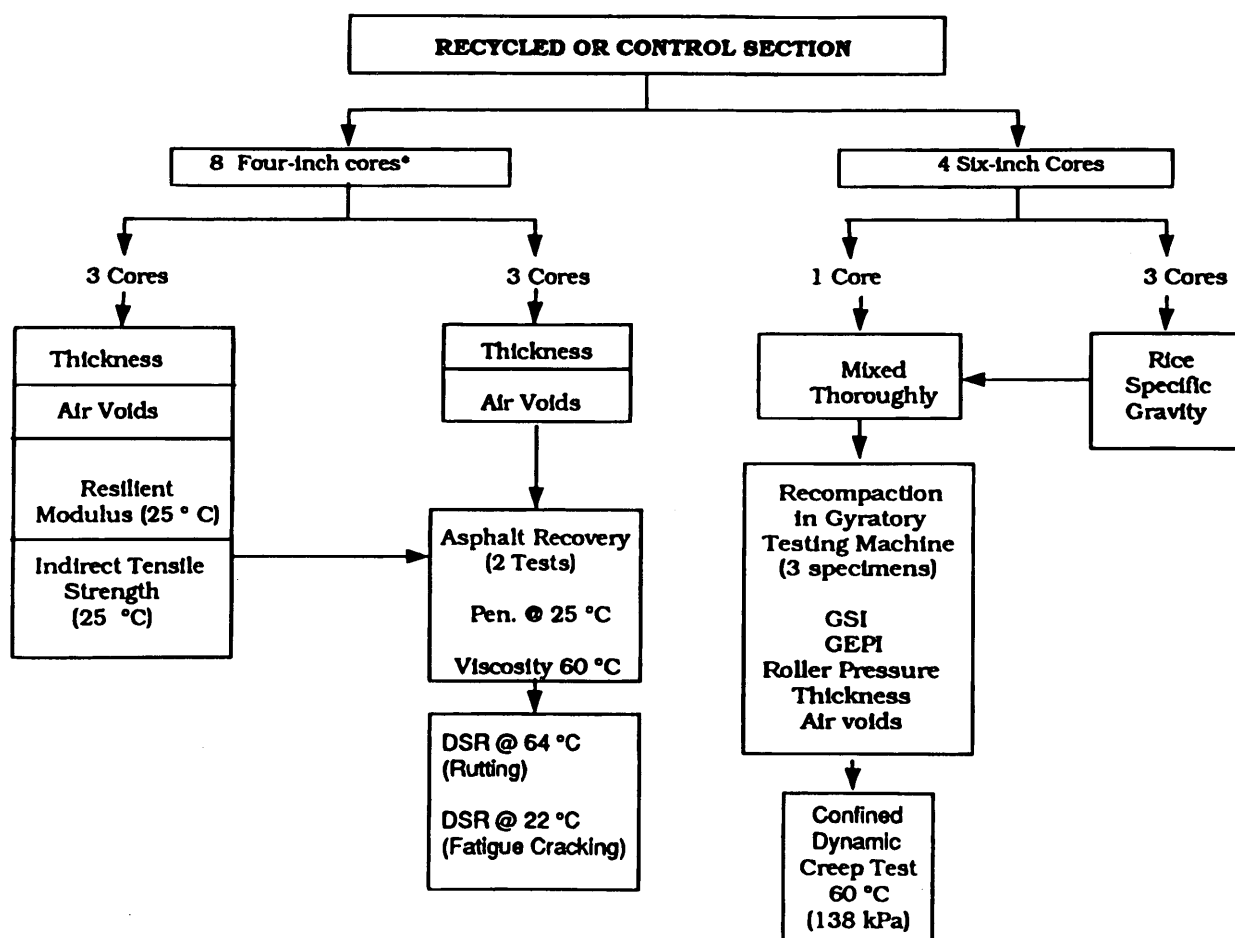 RECYCLED OR CONTROL SECTION
8 Four-inch cores*
4 Six-inch Cores
3 Cores
3 Cores
1 Core
3 Cores
Thickness
Air Voids
Resilient
Modulus (25 ° C)
Indirect Tensile
Strength
(25 °C)
Thickness
Air Voids
Asphalt Recovery
(2 Tests)
Pen. @ 25 °C
Viscosity 60 °C
DSR @ 64 °C
(Rutting)
DSR @ 22 °C
(Fatigue Cracking)
Mixed
Thoroughly
Rice
Specific
Gravity
Recompaction
in Gyratory
Testing Machine
(3 specimens)
GSI
GEPI
Roller Pressure
Thickness
Air voids
Confined
Dynamic
Creep Test
60 °C
(138 kPa)